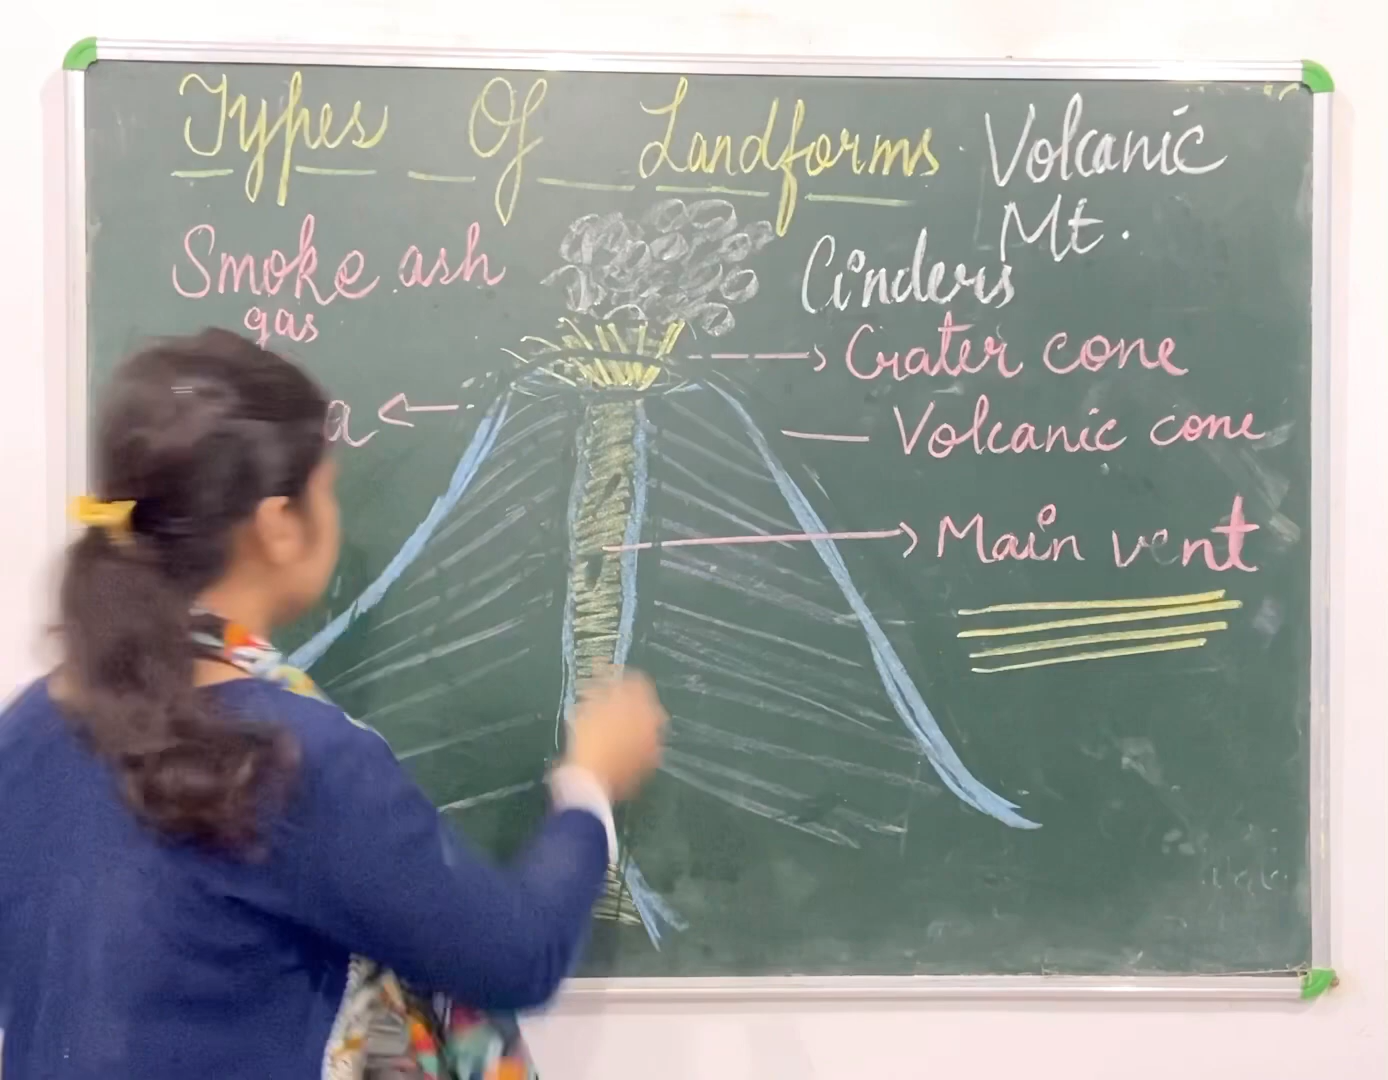 Types Of Landforms
Volcanic
Mt.
Smoke ash
gas
Cinders
Crater cone
Volcanic cone
Main vent